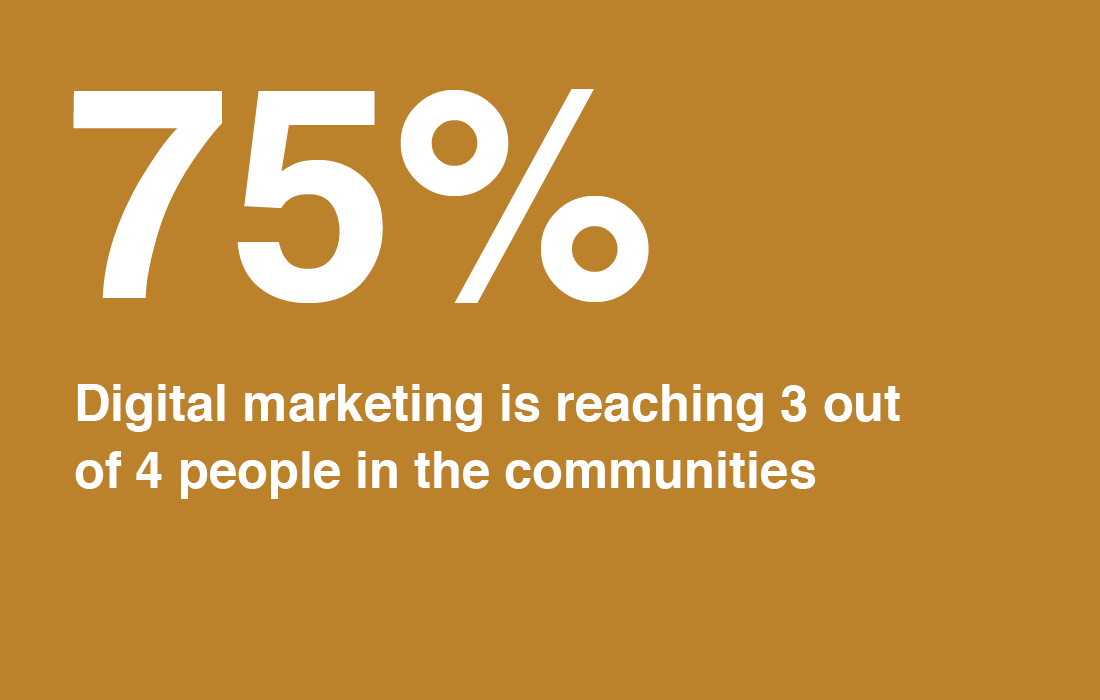 75%
Digital marketing is reaching 3 out
of 4 people in the communities